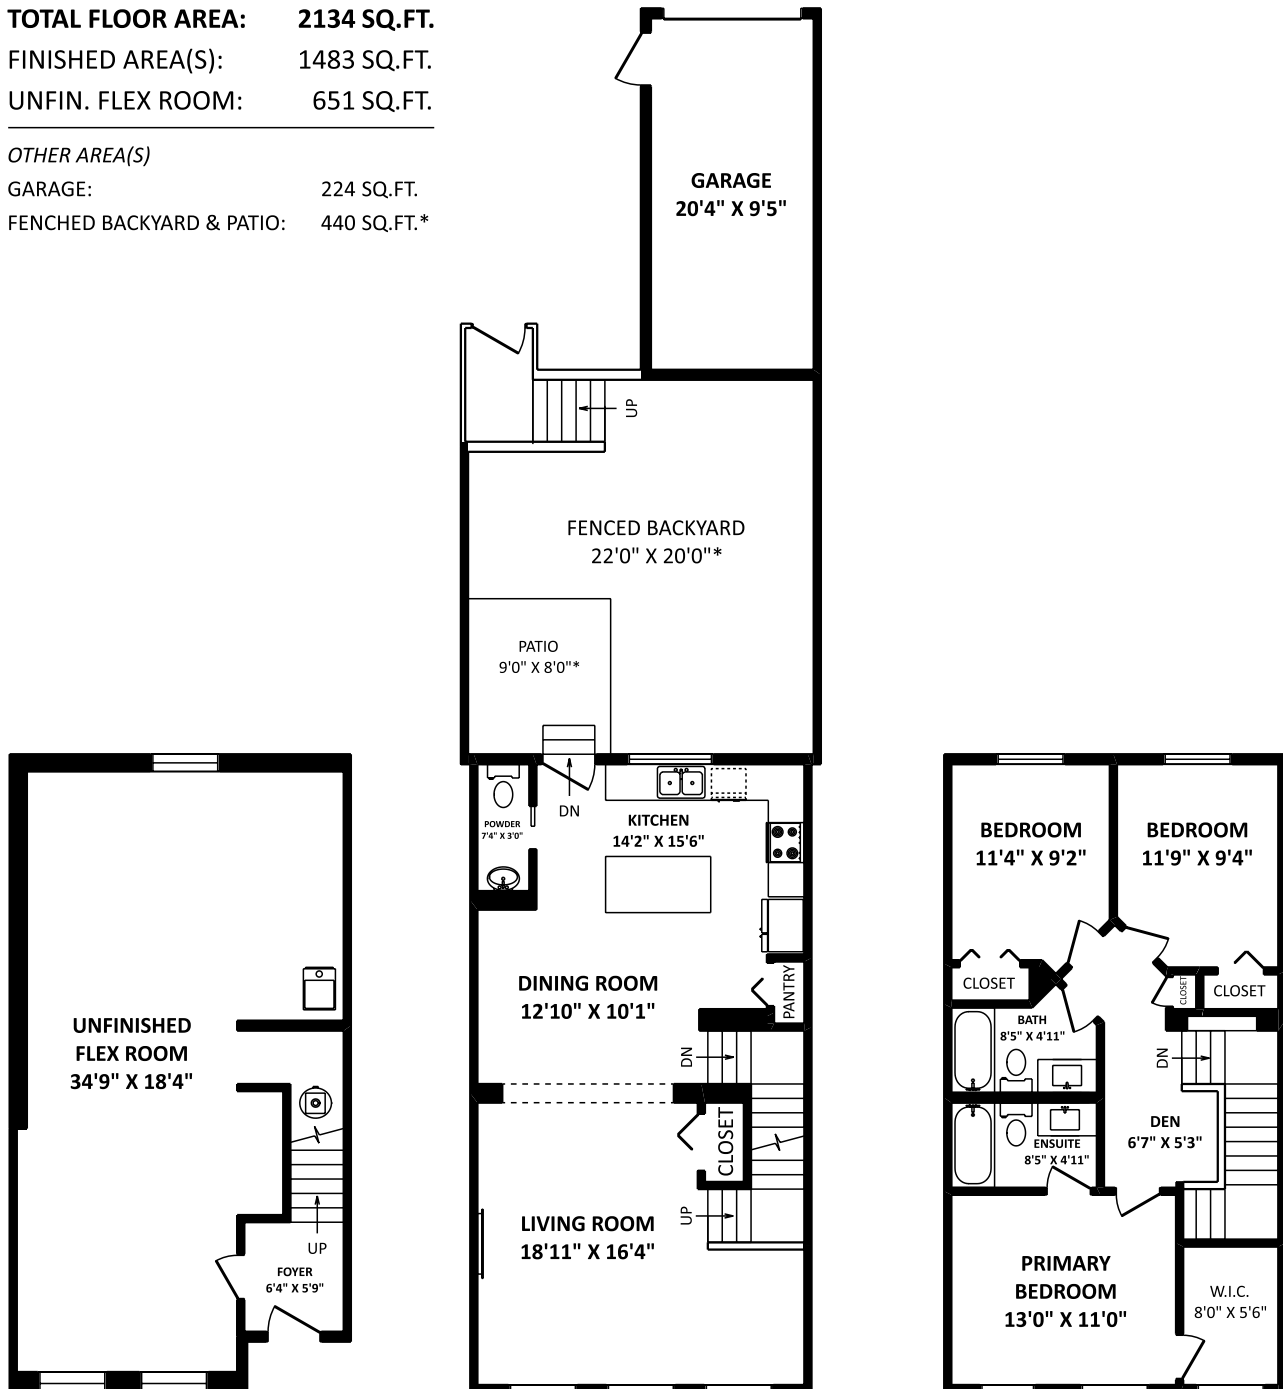 TOTAL FLOOR AREA: 2134 SQ.FT.
FINISHED AREA(S): 1483 SQ.FT.
UNFIN. FLEX ROOM: 651 SQ.FT.
OTHER AREA(S)
GARAGE: 224 SQ.FT.
FENCHED BACKYARD & PATIO: 440 SQ.FT.*
GARAGE
20'4" X 9'5"
UP
FENCED BACKYARD
22'0" X 20'0"*
PATIO
9'0" X 8'0"*
DN
POWDER
7'4" X 3'0"
KITCHEN
14'2" X 15'6"
DINING ROOM
12'10" X 10'1"
PANTRY
DN
CLOSET
UP
LIVING ROOM
18'11" X 16'4"
UNFINISHED
FLEX ROOM
34'9" X 18'4"
UP
FOYER
6'4" X 5'9"
BEDROOM
11'4" X 9'2"
BEDROOM
11'9" X 9'4"
CLOSET
CLOSET
CLOSET
BATH
8'5" X 4'11"
DN
DEN
6'7" X 5'3"
ENSUITE
8'5" X 4'11"
PRIMARY
BEDROOM
13'0" X 11'0"
W.I.C.
8'0" X 5'6"